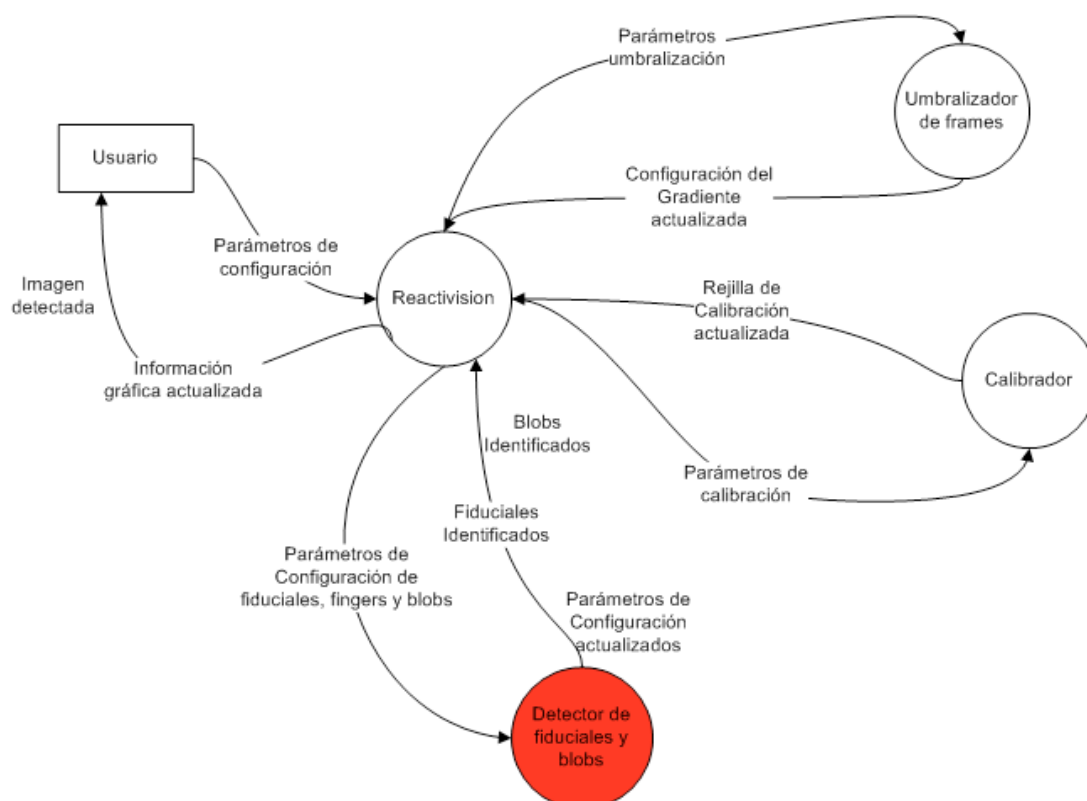 Parámetros
umbralización
Umbralizador
de frames
Usuario
Configuración del
Gradiente
actualizada
Parámetros de
configuración
Imagen
detectada
Reactivision
Rejilla de
Calibración
actualizada
Información
gráfica actualizada
Calibrador
Blobs
Identificados
Parámetros de
calibración
Fiduciales
Identificados
Parámetros de
Configuración de
fiduciales, fingers y blobs
Parámetros de
Configuración
actualizados
Detector de
fiduciales y
blobs